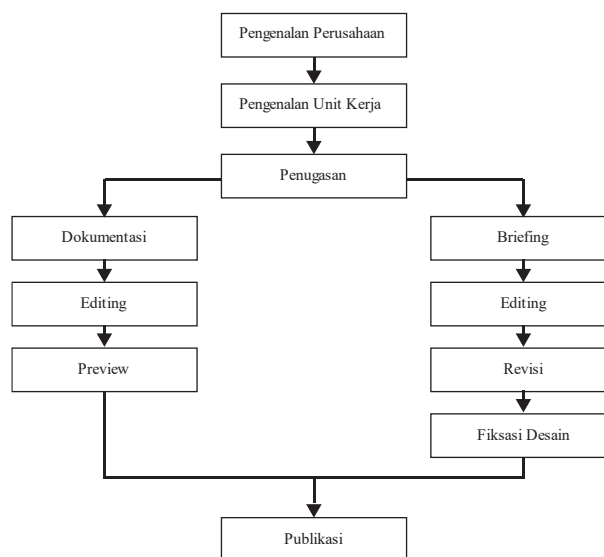 Pengenalan Perusahaan
Pengenalan Unit Kerja
Penugasan
Dokumentasi
Editing
Preview
Briefing
Editing
Revisi
Fiksasi Desain
Publikasi